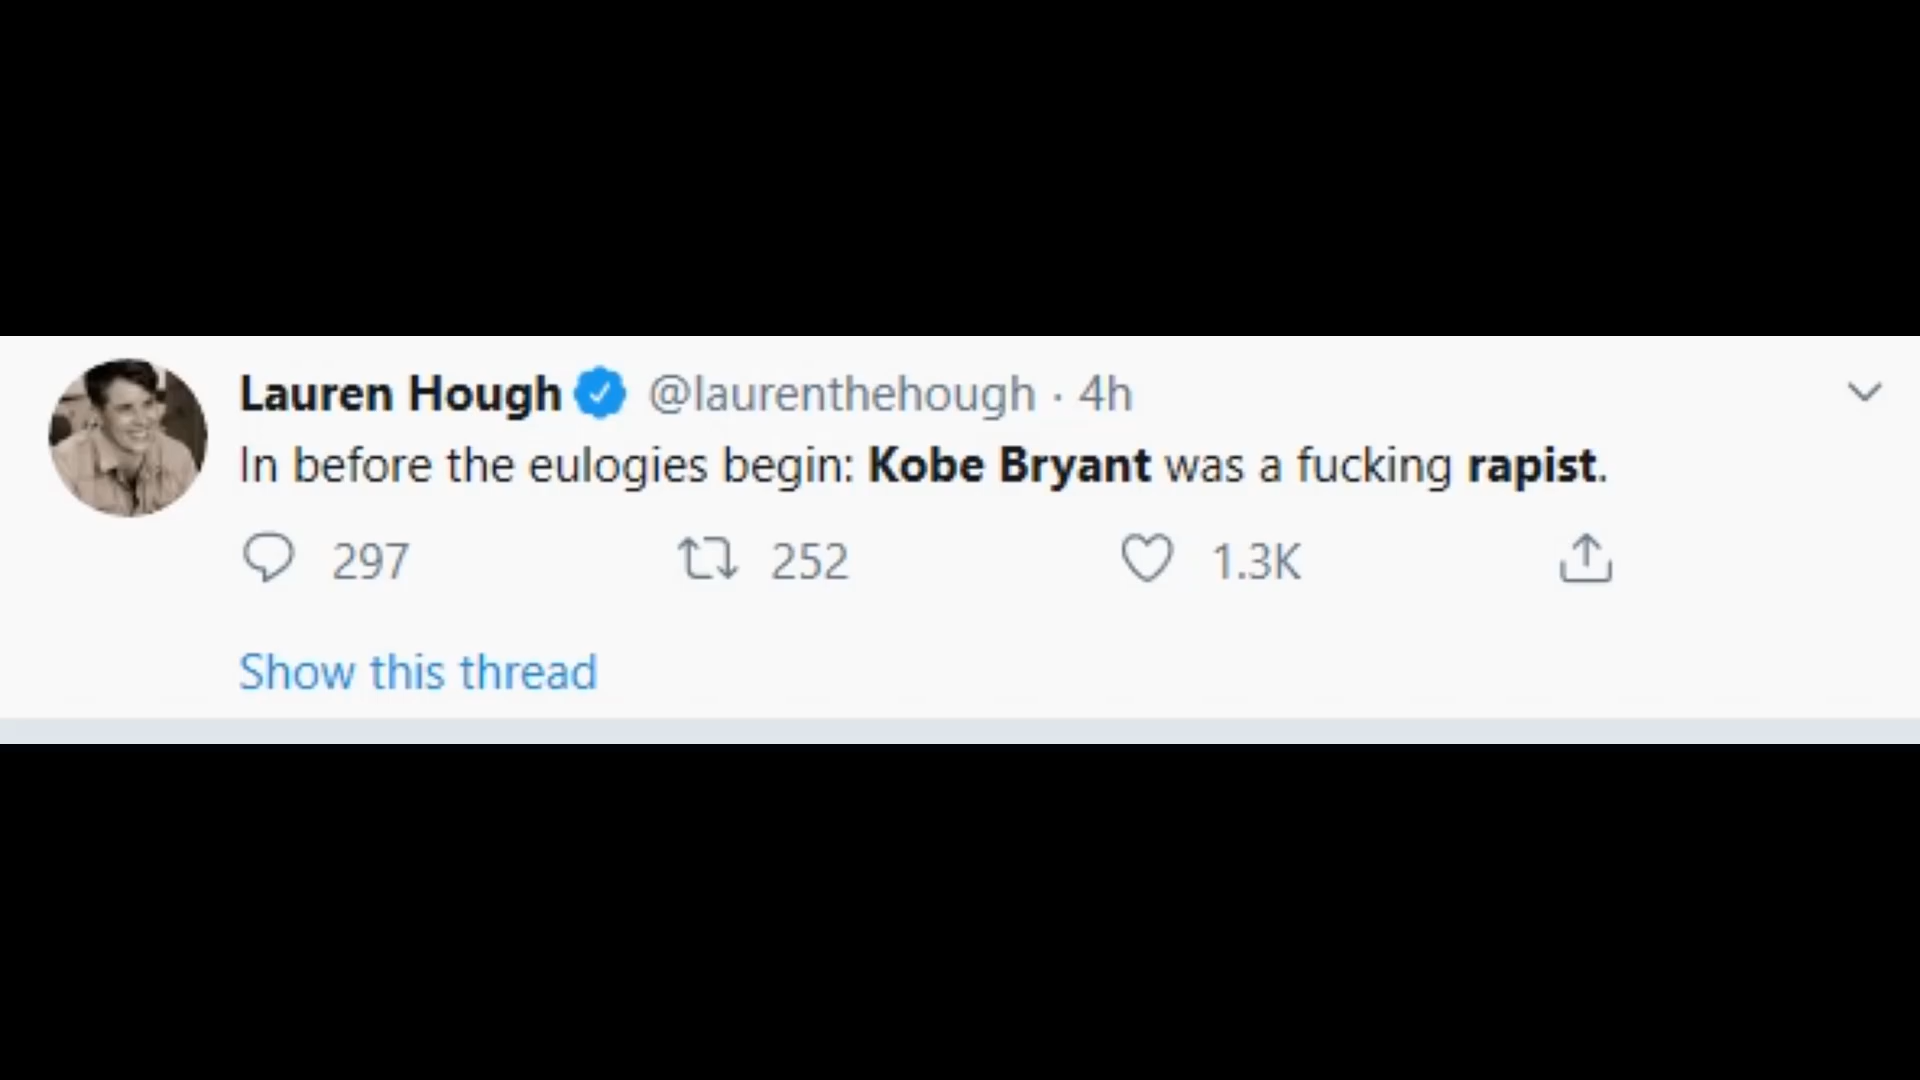 Lauren Hough @laurenthehough · 4h
In before the eulogies begin: Kobe Bryant was a fucking rapist.
297 252 1.3K
Show this thread